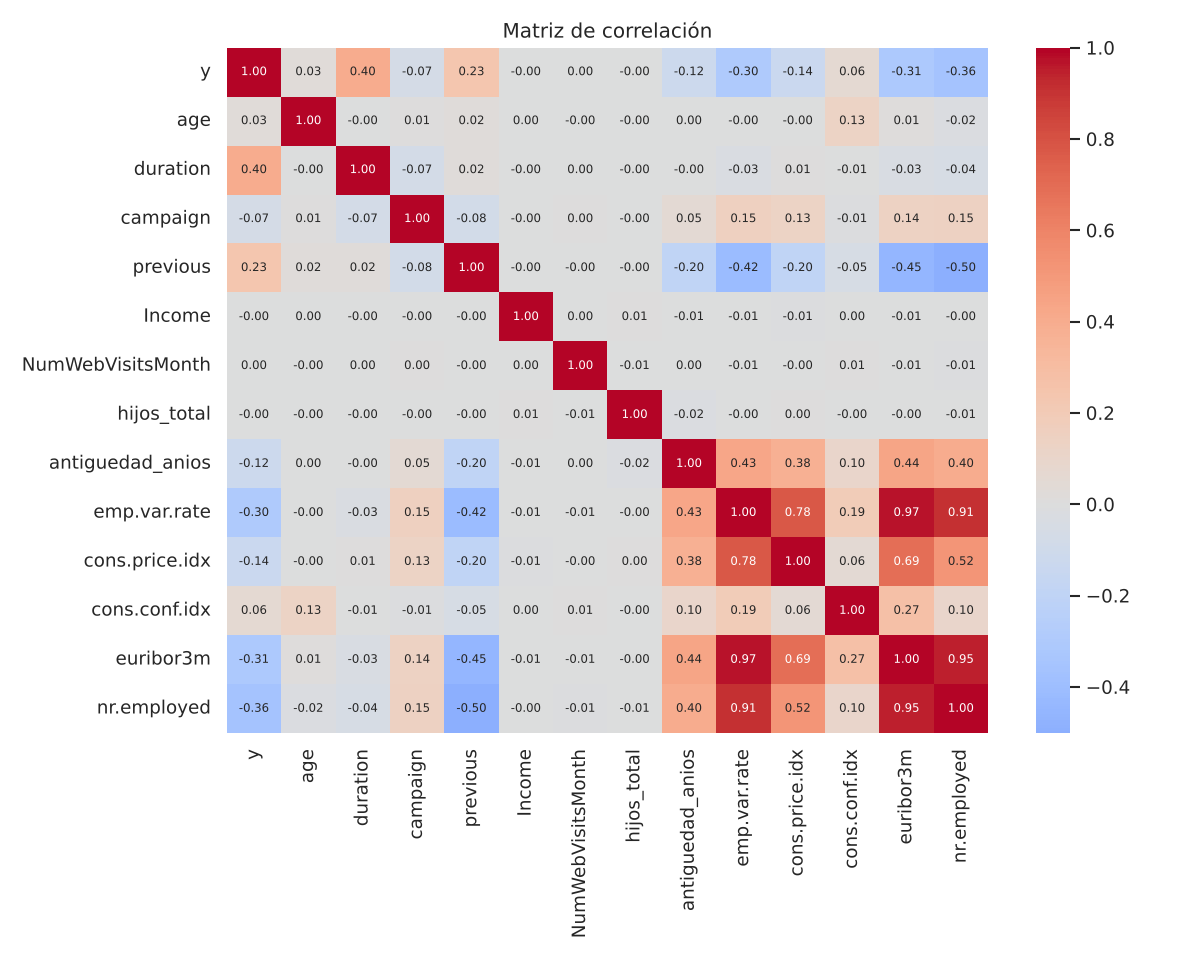 Matriz de correlación
y 1.00 0.03 0.40 -0.07 0.23 -0.00 0.00 -0.00 -0.12 -0.30 -0.14 0.06 -0.31 -0.36
age 0.03 1.00 -0.00 0.01 0.02 0.00 -0.00 -0.00 0.00 -0.00 -0.00 0.13 0.01 -0.02
duration 0.40 -0.00 1.00 -0.07 0.02 -0.00 -0.00 -0.00 -0.00 -0.03 0.01 -0.01 -0.03 -0.04
campaign -0.07 0.01 -0.07 1.00 -0.08 -0.00 0.00 -0.00 0.05 0.15 0.13 -0.01 0.14 0.15
previous 0.23 0.02 0.02 -0.08 1.00 -0.00 -0.00 -0.00 -0.20 -0.42 -0.20 -0.05 -0.45 -0.50
Income -0.00 0.00 -0.00 -0.00 -0.00 1.00 0.00 0.01 -0.01 -0.01 -0.01 0.00 -0.01 -0.00
NumWebVisitsMonth 0.00 -0.00 -0.00 0.00 -0.00 0.00 1.00 -0.01 0.00 -0.01 -0.00 0.01 -0.01 -0.01
hijos_total -0.00 -0.00 -0.00 -0.00 -0.00 0.01 -0.01 1.00 -0.02 -0.00 0.00 -0.00 -0.00 -0.01
antiguedad_anios -0.12 0.00 -0.00 0.05 -0.20 -0.01 0.00 -0.02 1.00 0.43 0.38 0.10 0.44 0.40
emp.var.rate -0.30 -0.00 -0.03 0.15 -0.42 -0.01 -0.01 -0.00 0.43 1.00 0.78 0.19 0.97 0.91
cons.price.idx -0.14 -0.00 0.01 0.13 -0.20 -0.01 -0.00 0.00 0.38 0.78 1.00 0.06 0.69 0.52
cons.conf.idx 0.06 0.13 -0.01 -0.01 -0.05 0.00 0.01 -0.00 0.10 0.19 0.06 1.00 0.27 0.10
euribor3m -0.31 0.01 -0.03 0.14 -0.45 -0.01 -0.01 -0.00 0.44 0.97 0.69 0.27 1.00 0.95
nr.employed -0.36 -0.02 -0.04 0.15 -0.50 -0.00 -0.01 -0.01 0.40 0.91 0.52 0.10 0.95 1.00
y age duration campaign previous Income NumWebVisitsMonth hijos_total antiguedad_anios emp.var.rate cons.price.idx cons.conf.idx euribor3m nr.employed
1.0
0.8
0.6
0.4
0.2
0.0
−0.2
−0.4